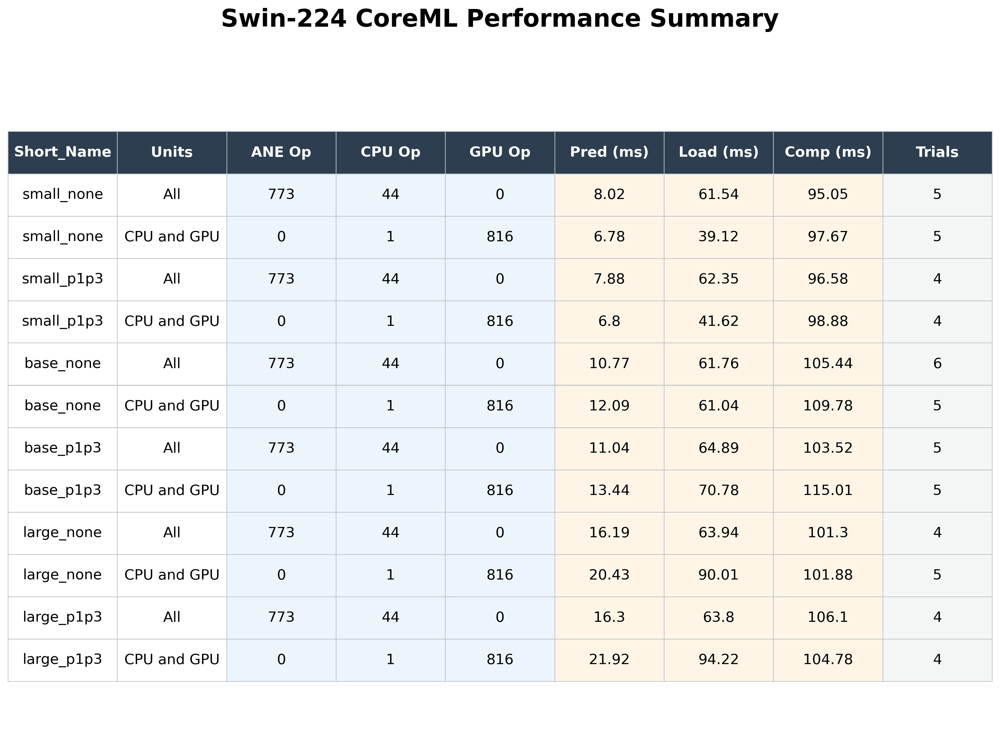 Swin-224 CoreML Performance Summary
Short_Name Units ANE Op CPU Op GPU Op Pred (ms) Load (ms) Comp (ms) Trials
small_none All 773 44 0 8.02 61.54 95.05 5
small_none CPU and GPU 0 1 816 6.78 39.12 97.67 5
small_p1p3 All 773 44 0 7.88 62.35 96.58 4
small_p1p3 CPU and GPU 0 1 816 6.8 41.62 98.88 4
base_none All 773 44 0 10.77 61.76 105.44 6
base_none CPU and GPU 0 1 816 12.09 61.04 109.78 5
base_p1p3 All 773 44 0 11.04 64.89 103.52 5
base_p1p3 CPU and GPU 0 1 816 13.44 70.78 115.01 5
large_none All 773 44 0 16.19 63.94 101.3 4
large_none CPU and GPU 0 1 816 20.43 90.01 101.88 5
large_p1p3 All 773 44 0 16.3 63.8 106.1 4
large_p1p3 CPU and GPU 0 1 816 21.92 94.22 104.78 4